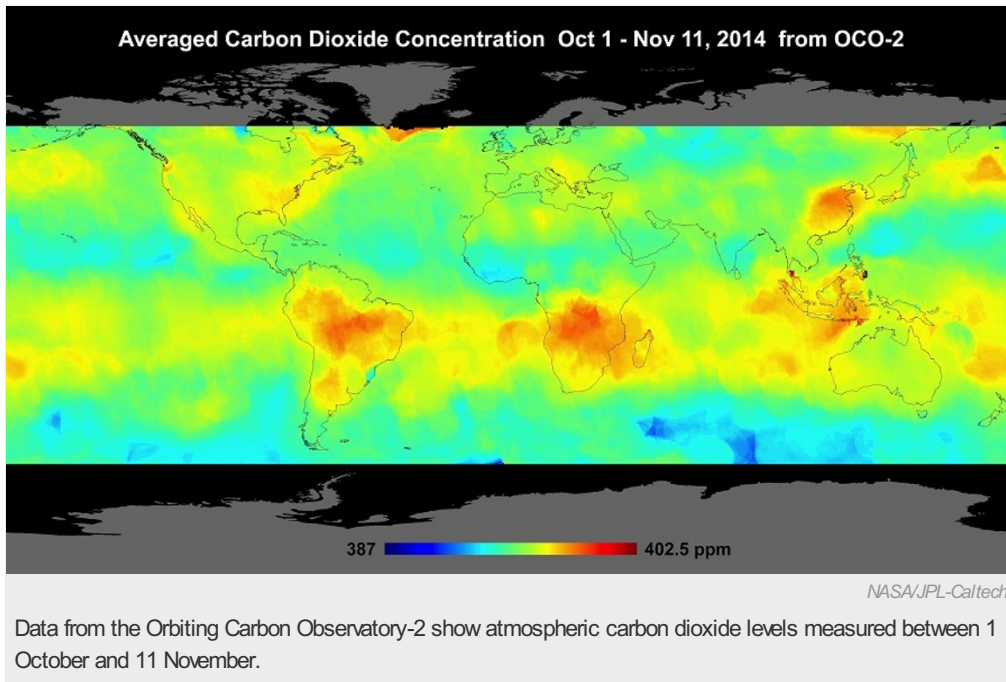 Averaged Carbon Dioxide Concentration Oct 1 - Nov 11, 2014 from OCO-2
387 402.5 ppm
NASA/JPL-Caltech
Data from the Orbiting Carbon Observatory-2 show atmospheric carbon dioxide levels measured between 1
October and 11 November.